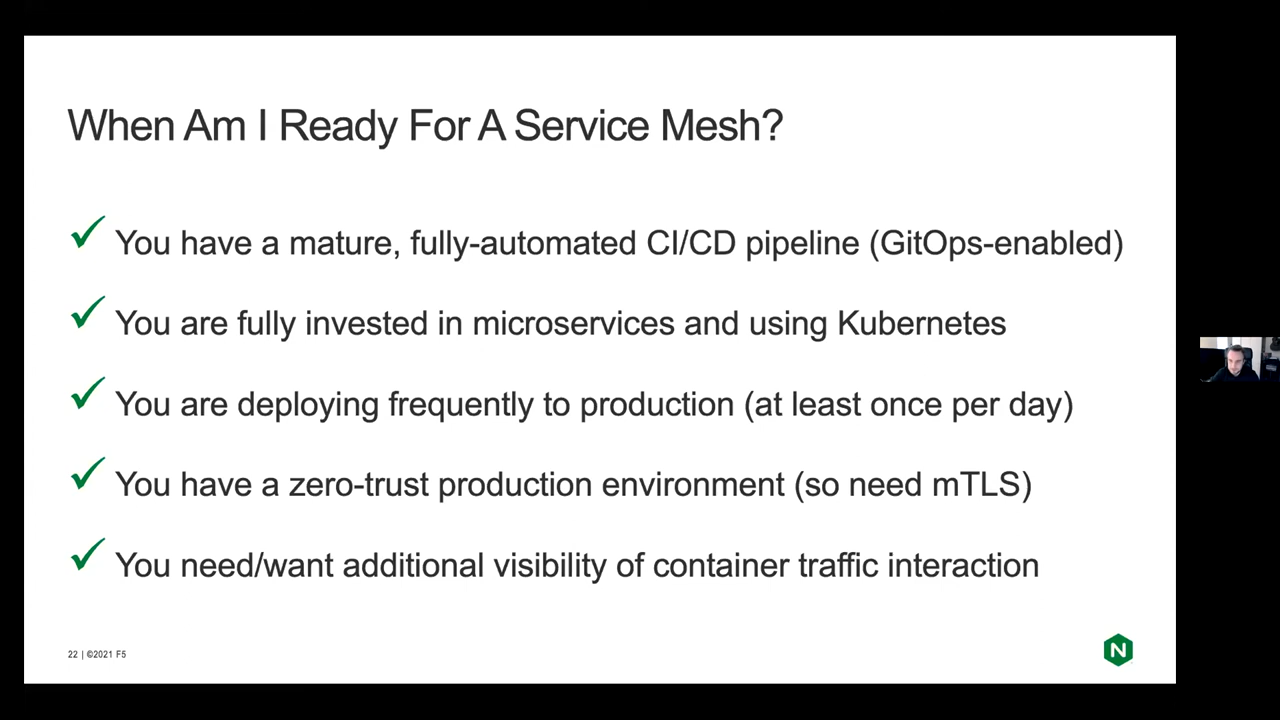 When Am I Ready For A Service Mesh?
✓ You have a mature, fully-automated CI/CD pipeline (GitOps-enabled)
✓ You are fully invested in microservices and using Kubernetes
✓ You are deploying frequently to production (at least once per day)
✓ You have a zero-trust production environment (so need mTLS)
✓ You need/want additional visibility of container traffic interaction
22 | ©2021 F5
N